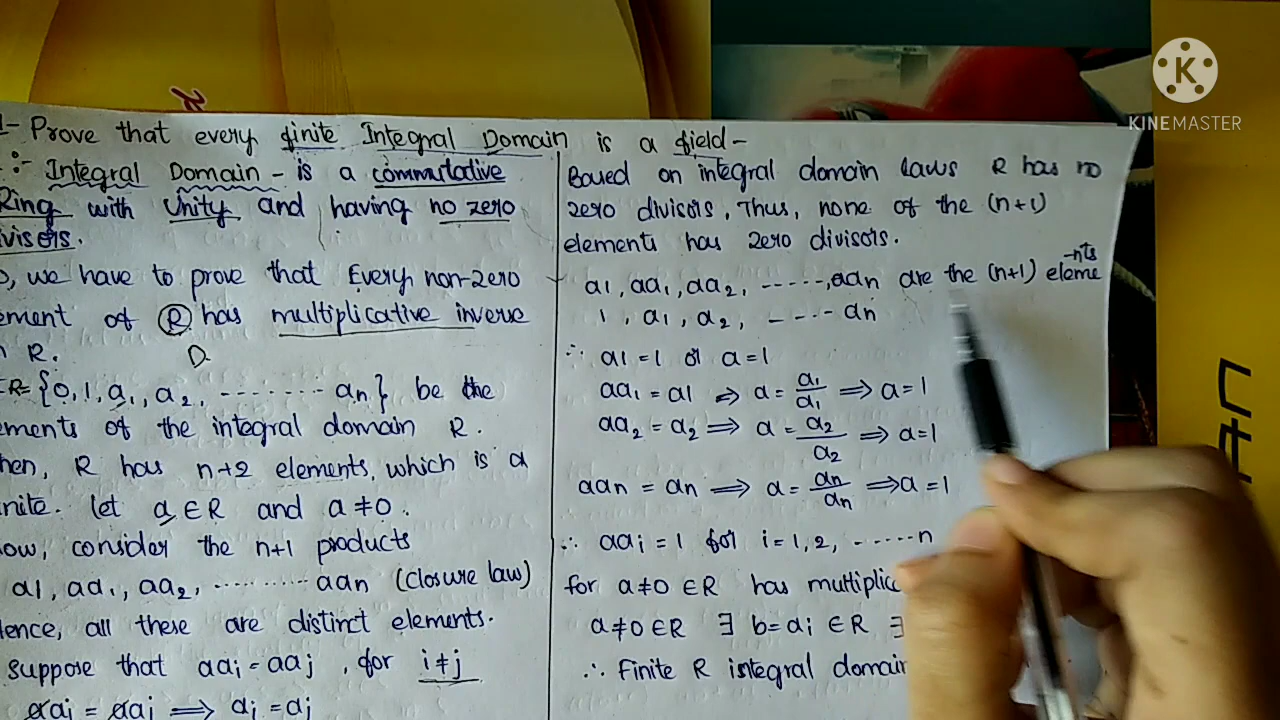 - Prove that every finite Integral Domain is a field-
:- Integral Domain - is a commutative
Ring with Unity and having no zero
ivisors.
, we have to prove that Every non-zero
ement of R has multiplicative inverse
R.
D
R={0,1,a₁,a₂,........aₙ}, be the
ements of the integral domain R.
hen, R has n+2 elements, which is a
inite. let a ∈R and a≠0.
ow, consider the n+1 products
a1, aa₁, aa₂, ........... aaₙ (closure law)
ence, all these are distinct elements.
suppose that aaᵢ=aaⱼ, for i≠j
aaᵢ = aaⱼ ⟹ aᵢ=aⱼ
Based on integral domain laws R has no
zero divisors, Thus, none of the (n+1)
elements has zero divisors.
a1, aa₁, aa₂, ......, aaₙ are the (n+1) eleme-nts
1, a₁, a₂, ---- aₙ
∴ a1=1 or a=1
aa₁ = a1 ⟹ a= a₁/a₁ ⟹ a=1
aa₂ = a₂ ⟹ a= a₂/a₂ ⟹ a=1
aaₙ = aₙ ⟹ a= aₙ/aₙ ⟹ a=1
∴ aaᵢ=1 for i=1,2, ......n
for a≠0 ∈R has multiplic
a≠0∈R ∃ b=aᵢ ∈R ∃
∴ Finite R integral domain
K
KINEMASTER